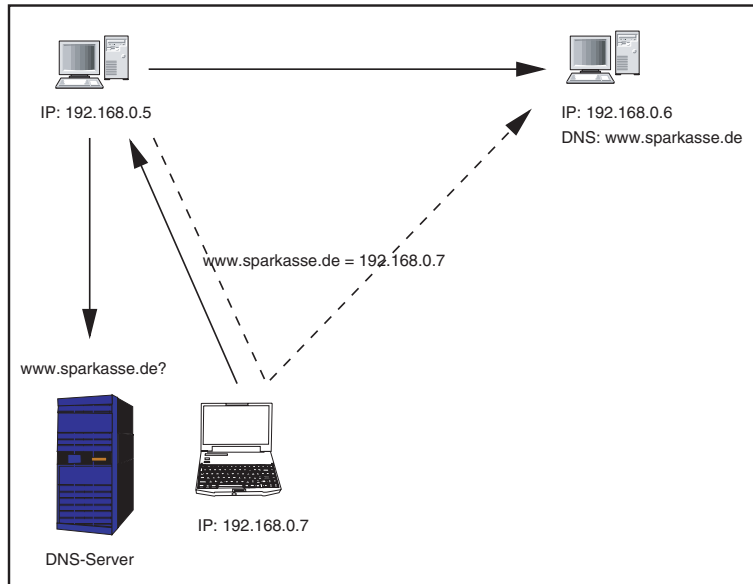 IP: 192.168.0.5
IP: 192.168.0.6
DNS: www.sparkasse.de
www.sparkasse.de = 192.168.0.7
www.sparkasse.de?
IP: 192.168.0.7
DNS-Server